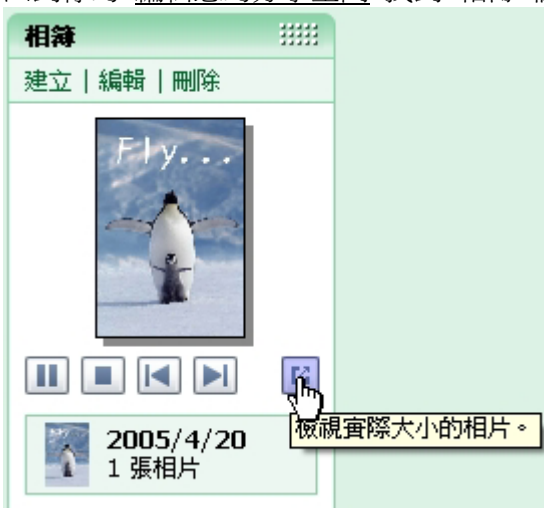 相簿
建立 | 編輯 | 刪除
Fly...
檢視實際大小的相片。
2005/4/20
1 張相片